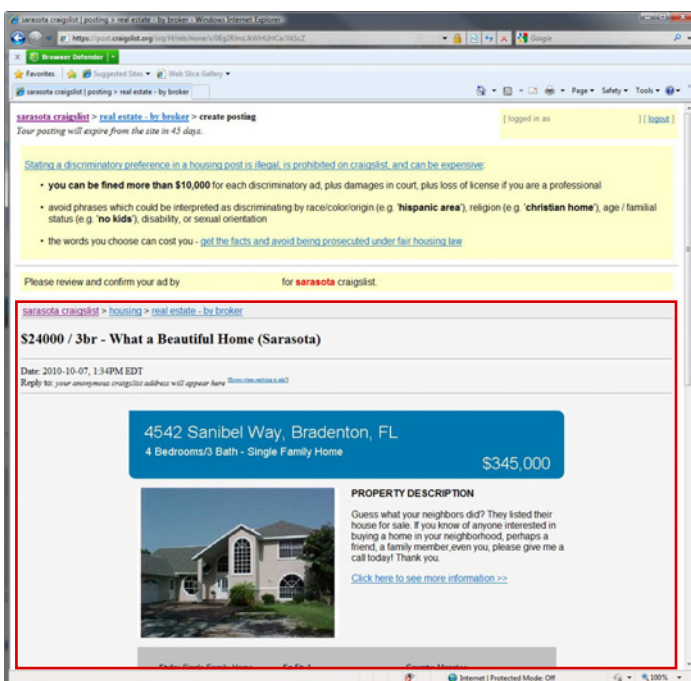 sarasota craigslist | posting > real estate - by broker - Windows Internet Explorer
Google
x Browser Defender
Favorites Suggested Sites Web Slice Gallery
sarasota craigslist | posting > real estate - by broker Page Safety Tools
sarasota craigslist > real estate - by broker > create posting [ logged in as ] [ logout ]
Your posting will expire from the site in 45 days.
Stating a discriminatory preference in a housing post is illegal, is prohibited on craigslist, and can be expensive:
• you can be fined more than $10,000 for each discriminatory ad, plus damages in court, plus loss of license if you are a professional
• avoid phrases which could be interpreted as discriminating by race/color/origin (e.g. 'hispanic area'), religion (e.g. 'christian home'), age / familial
status (e.g. 'no kids'), disability, or sexual orientation
• the words you choose can cost you - get the facts and avoid being prosecuted under fair housing law
Please review and confirm your ad by for sarasota craigslist.
sarasota craigslist > housing > real estate - by broker
$24000 / 3br - What a Beautiful Home (Sarasota)
Date: 2010-10-07, 1:34PM EDT
Reply to: your anonymous craigslist address will appear here
4542 Sanibel Way, Bradenton, FL
4 Bedrooms/3 Bath - Single Family Home
$345,000
PROPERTY DESCRIPTION
Guess what your neighbors did? They listed their
house for sale. If you know of anyone interested in
buying a home in your neighborhood, perhaps a
friend, a family member,even you, please give me a
call today! Thank you.
Click here to see more information >>
Internet | Protected Mode: Off 100%